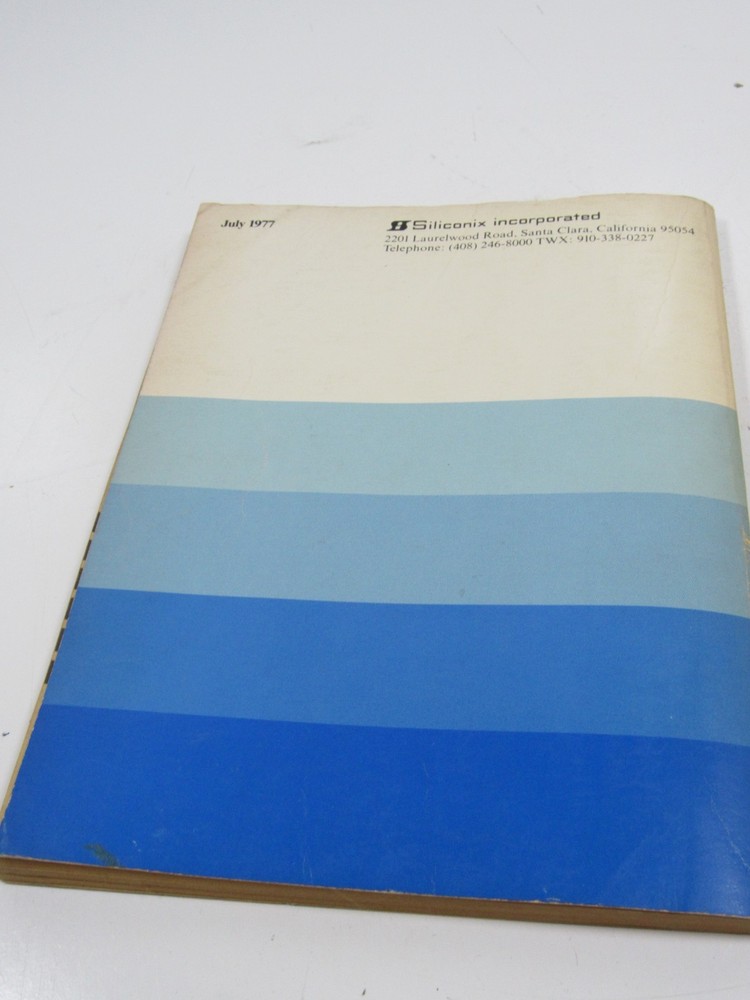 July 1977
Siliconix incorporated
2201 Laurelwood Road, Santa Clara, California 95054
Telephone: (408) 246-8000 TWX: 910-338-0227